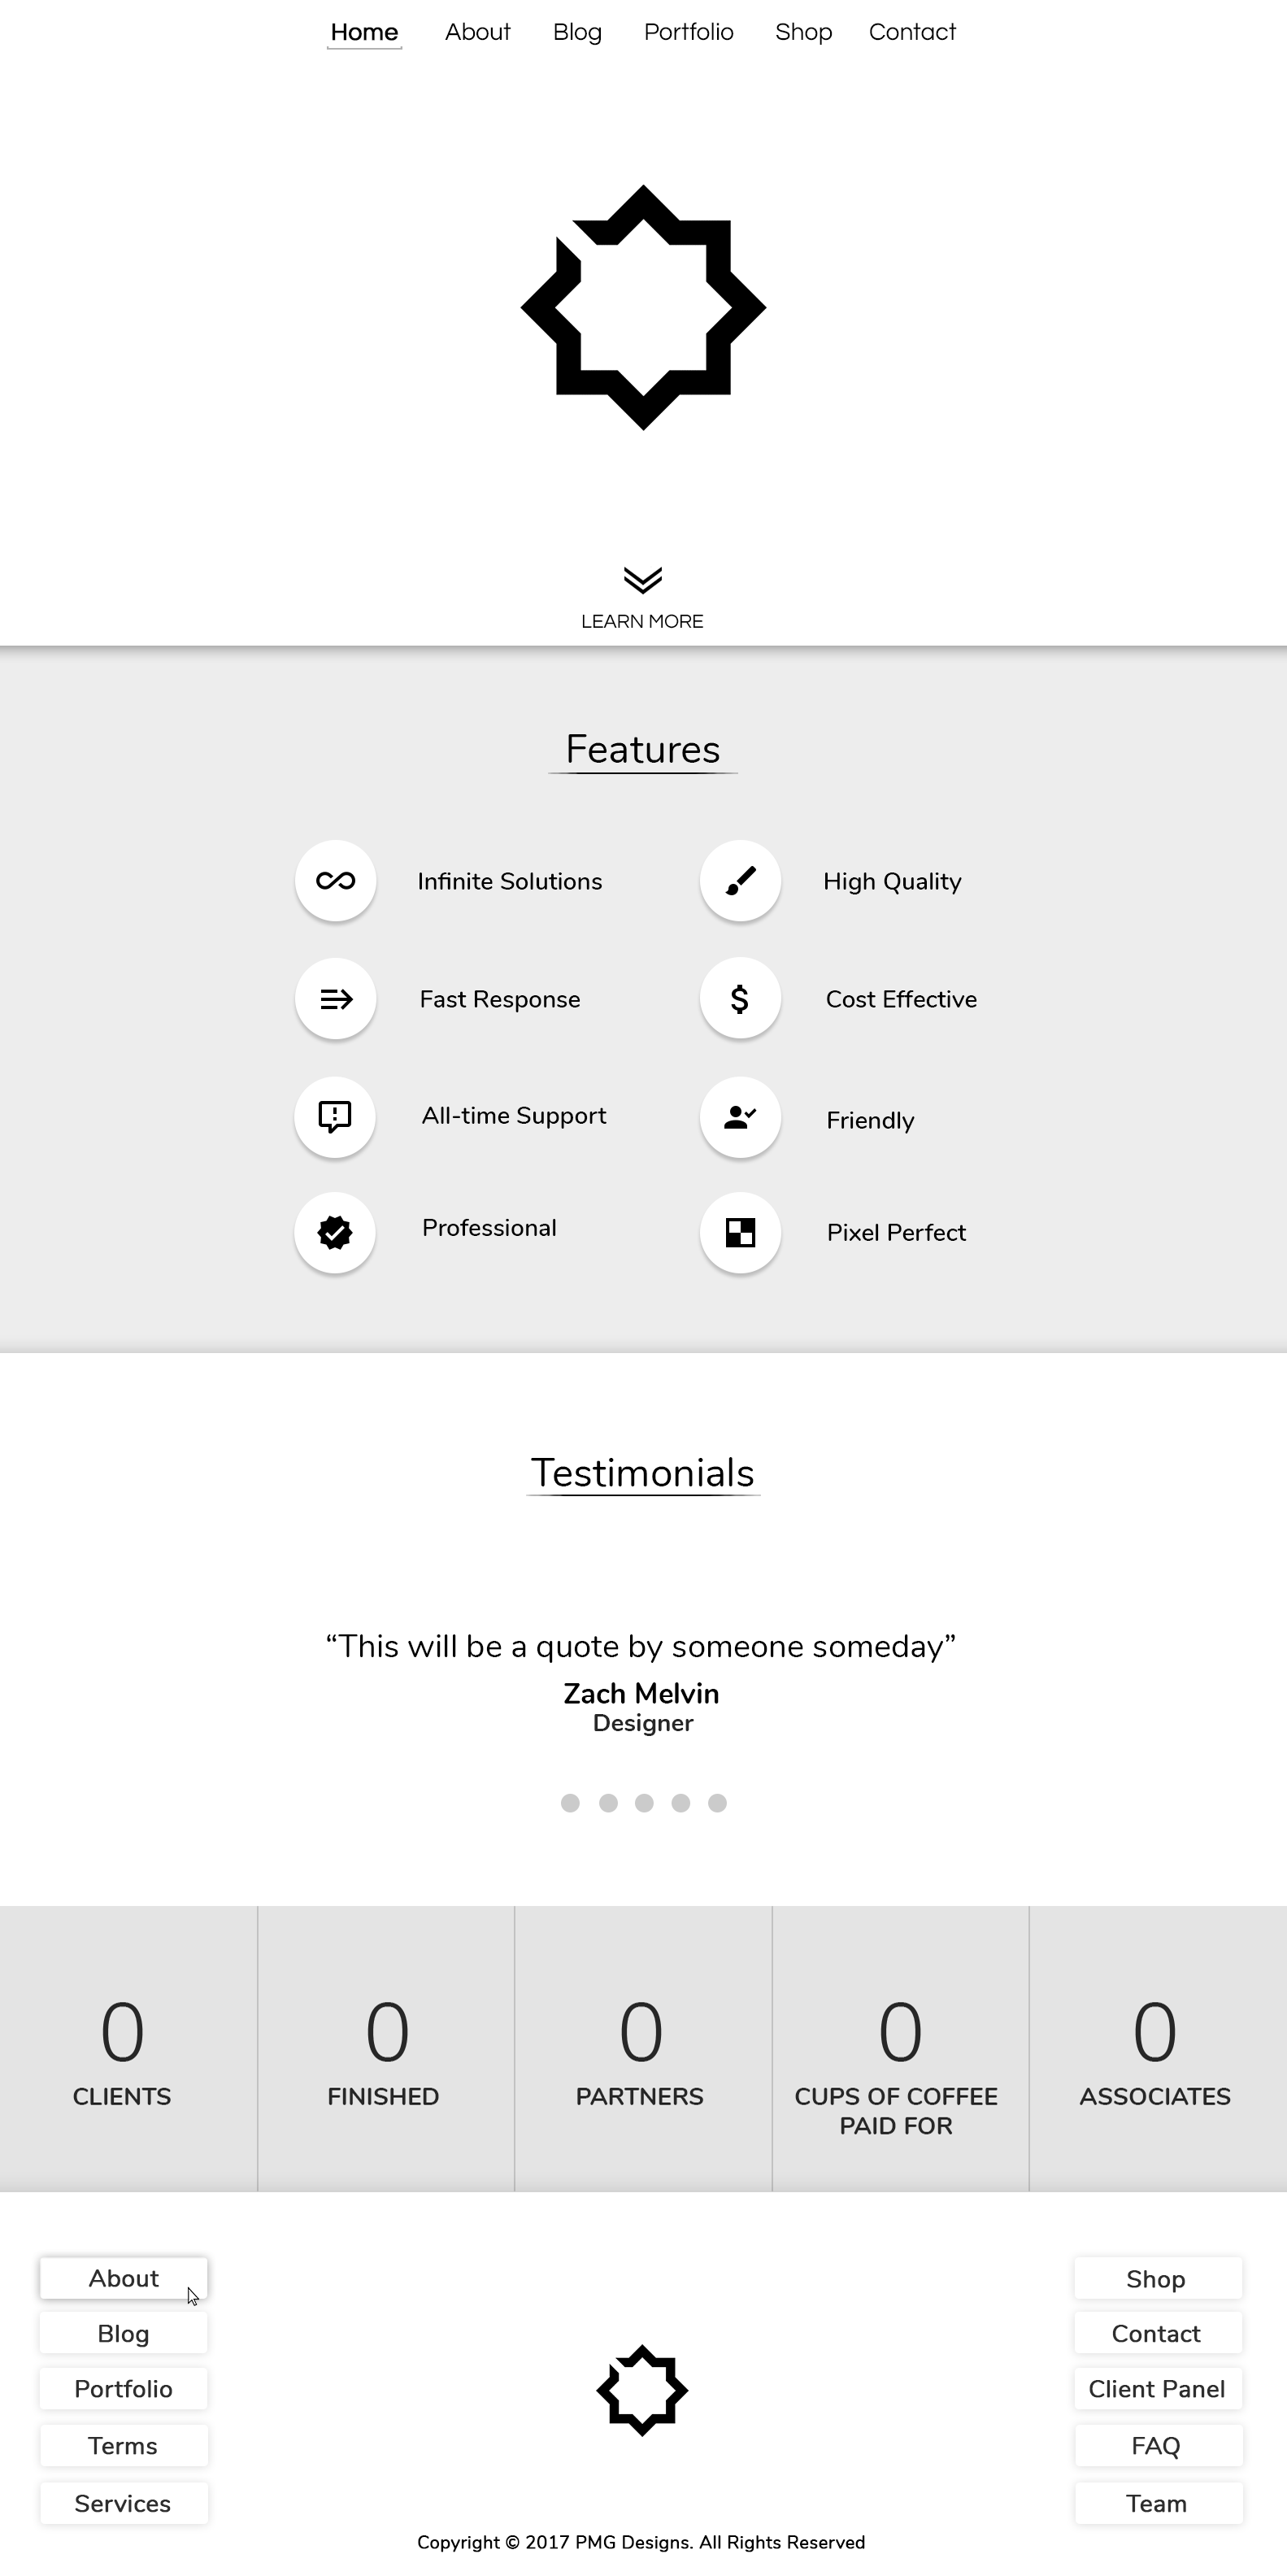 Home About Blog Portfolio Shop Contact
LEARN MORE
Features
Infinite Solutions
High Quality
Fast Response
Cost Effective
All-time Support
Friendly
Professional
Pixel Perfect
Testimonials
“This will be a quote by someone someday”
Zach Melvin
Designer
0 0 0 0 0
CLIENTS FINISHED PARTNERS CUPS OF COFFEE ASSOCIATES
PAID FOR
About
Shop
Blog
Contact
Portfolio
Client Panel
Terms
FAQ
Services
Team
Copyright © 2017 PMG Designs. All Rights Reserved